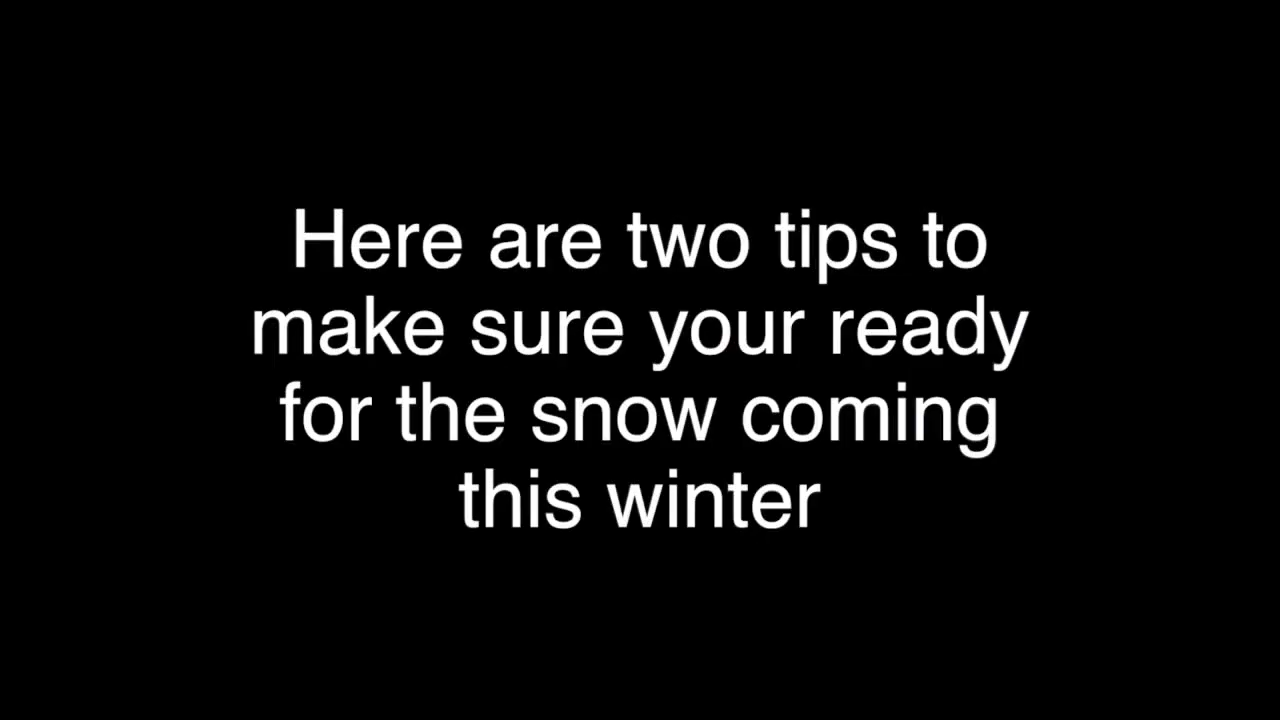 Here are two tips to
make sure your ready
for the snow coming
this winter